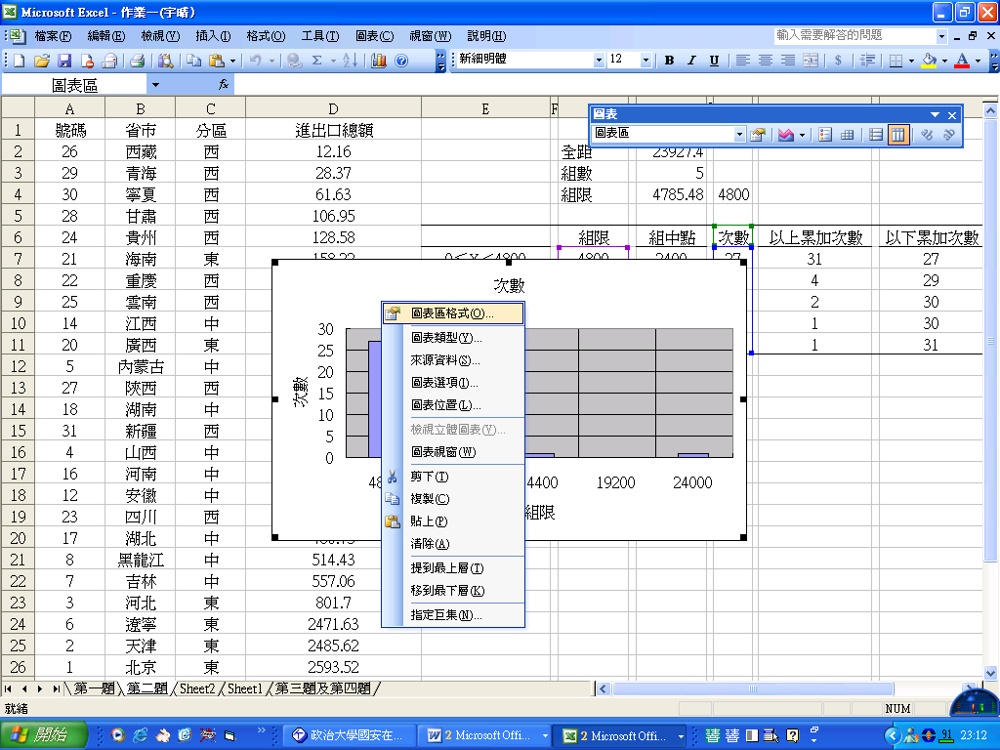 Microsoft Excel - 作業一(宇晴)
檔案(F) 編輯(E) 檢視(V) 插入(I) 格式(O) 工具(T) 圖表(C) 視窗(W) 說明(H) 輸入需要解答的問題
新細明體 12 B I U
圖表區 fx
圖表
圖表區
A B C D E F
1 號碼 省市 分區 進出口總額
2 26 西藏 西 12.16 全距 23927.4
3 29 青海 西 28.37 組數 5
4 30 寧夏 西 61.63 組限 4785.48 4800
5 28 甘肅 西 106.95
6 24 貴州 西 128.58 組限 組中點 次數 以上累加次數 以下累加次數
7 21 海南 東 158.22 0≤X<4800 4800 2400 27 31 27
8 22 重慶 西 4 29
9 25 雲南 西 2 30
10 14 江西 中 1 30
11 20 廣西 東 1 31
12 5 內蒙古 中
13 27 陝西 西
14 18 湖南 中
15 31 新疆 西
16 4 山西 中
17 16 河南 中
18 12 安徽 中
19 23 四川 西
20 17 湖北 中
21 8 黑龍江 中 514.43
22 7 吉林 中 557.06
23 3 河北 東 801.7
24 6 遼寧 東 2471.63
25 2 天津 東 2485.62
26 1 北京 東 2593.52
次數
次數
30
25
20
15
10
5
0
48 4400 19200 24000
組限
圖表區格式(O)...
圖表類型(Y)...
來源資料(S)...
圖表選項(I)...
圖表位置(L)...
檢視立體圖表(V)...
圖表視窗(W)
剪下(T)
複製(C)
貼上(P)
清除(A)
提到最上層(T)
移到最下層(K)
指定巨集(N)...
第一題 第二題 Sheet2 Sheet1 第三題及第四題
就緒 NUM
開始 政治大學國安在... 2 Microsoft Offi... 2 Microsoft Offi... 91 23:12